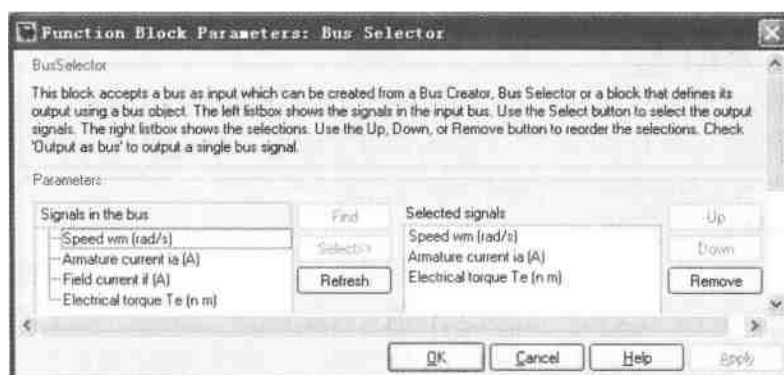 Function Block Parameters: Bus Selector
BusSelector
This block accepts a bus as input which can be created from a Bus Creator, Bus Selector or a block that defines its
output using a bus object. The left listbox shows the signals in the input bus. Use the Select button to select the output
signals. The right listbox shows the selections. Use the Up, Down, or Remove button to reorder the selections. Check
'Output as bus' to output a single bus signal.
Parameters
Signals in the bus
Speed wm (rad/s)
Armature current ia (A)
Field current if (A)
Electrical torque Te (n m)
Find
Select>>
Refresh
Selected signals
Speed wm (rad/s)
Armature current ia (A)
Electrical torque Te (n m)
Up
Down
Remove
OK
Cancel
Help
Apply